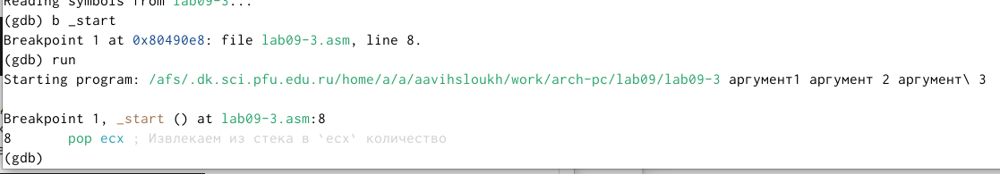 Reading symbols from lab09-3...
(gdb) b _start
Breakpoint 1 at 0x80490e8: file lab09-3.asm, line 8.
(gdb) run
Starting program: /afs/.dk.sci.pfu.edu.ru/home/a/a/aavihsloukh/work/arch-pc/lab09/lab09-3 аргумент1 аргумент 2 аргумент\ 3
Breakpoint 1, _start () at lab09-3.asm:8
8 pop ecx ; Извлекаем из стека в `ecx` количество
(gdb)